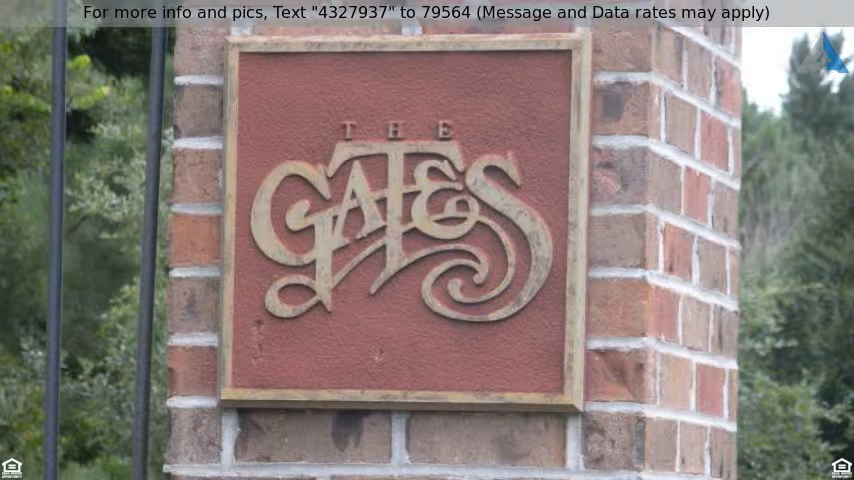 For more info and pics, Text "4327937" to 79564 (Message and Data rates may apply)
THE
GATES